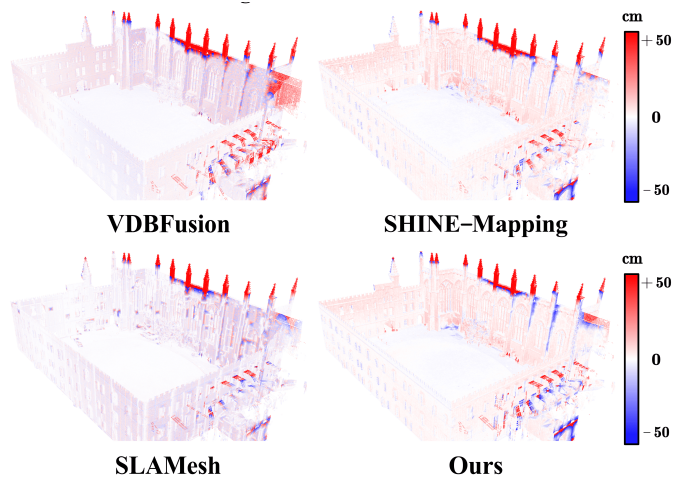 cm
+50
0
−50
VDBFusion
SHINE−Mapping
cm
+50
0
−50
SLAMesh
Ours